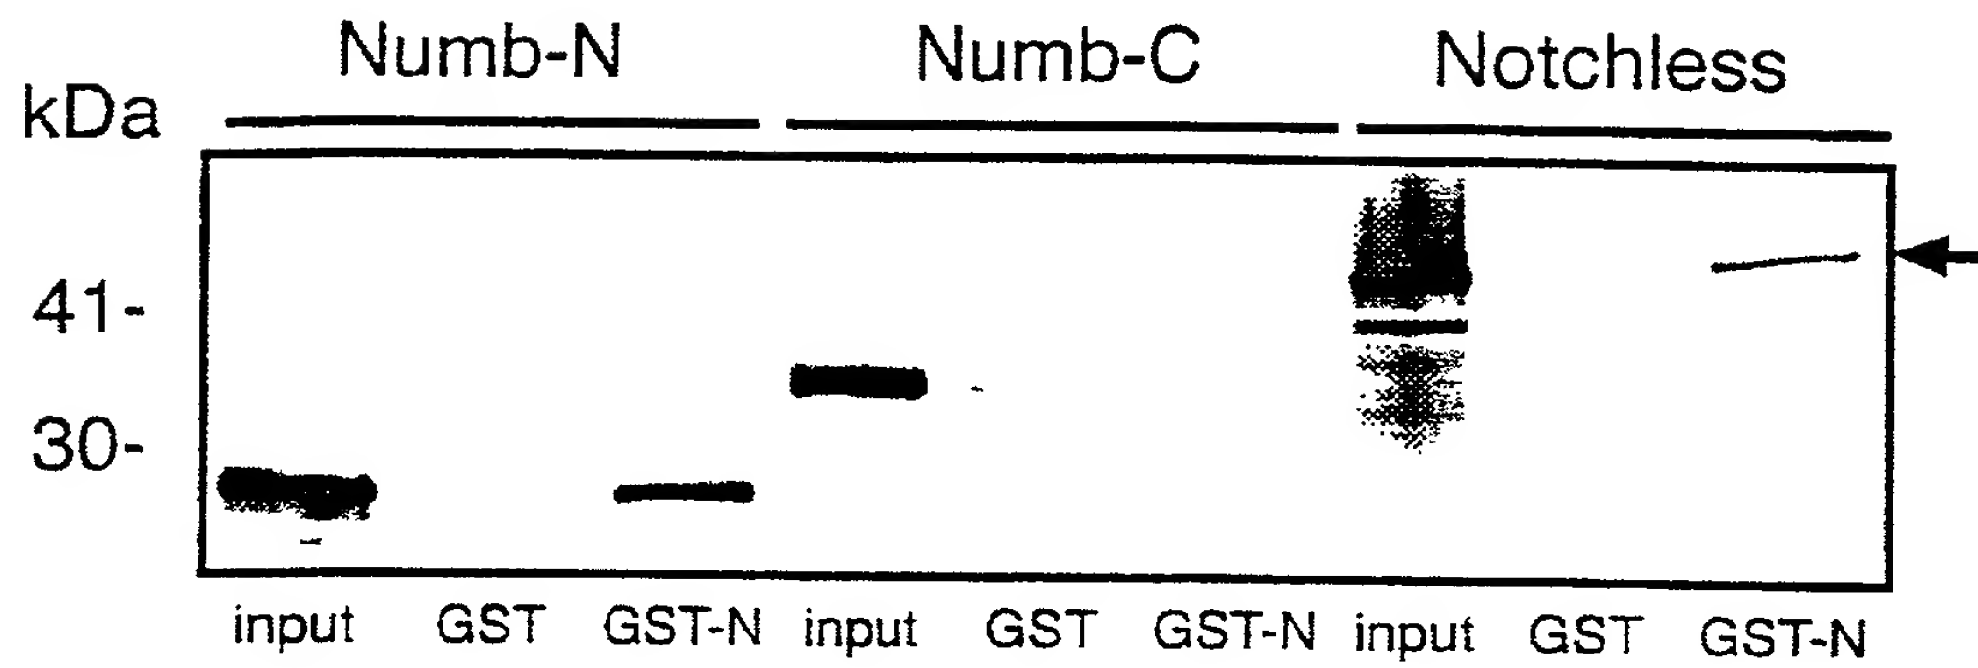 Numb-N Numb-C Notchless
kDa
41-
30-
input GST GST-N input GST GST-N input GST GST-N